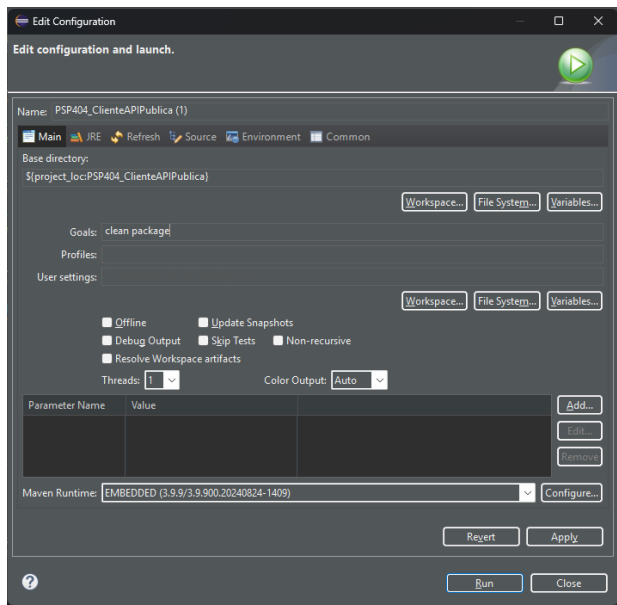 Edit Configuration
Edit configuration and launch.
Name: PSP404_ClienteAPIPublica (1)
Main JRE Refresh Source Environment Common
Base directory:
${project_loc:PSP404_ClienteAPIPublica}
Workspace... File System... Variables...
Goals: clean package
Profiles:
User settings:
Workspace... File System... Variables...
Offline Update Snapshots
Debug Output Skip Tests Non-recursive
Resolve Workspace artifacts
Threads: 1 Color Output: Auto
Parameter Name Value Add...
Edit...
Remove
Maven Runtime: EMBEDDED (3.9.9/3.9.900.20240824-1409) Configure...
Revert Apply
? Run Close